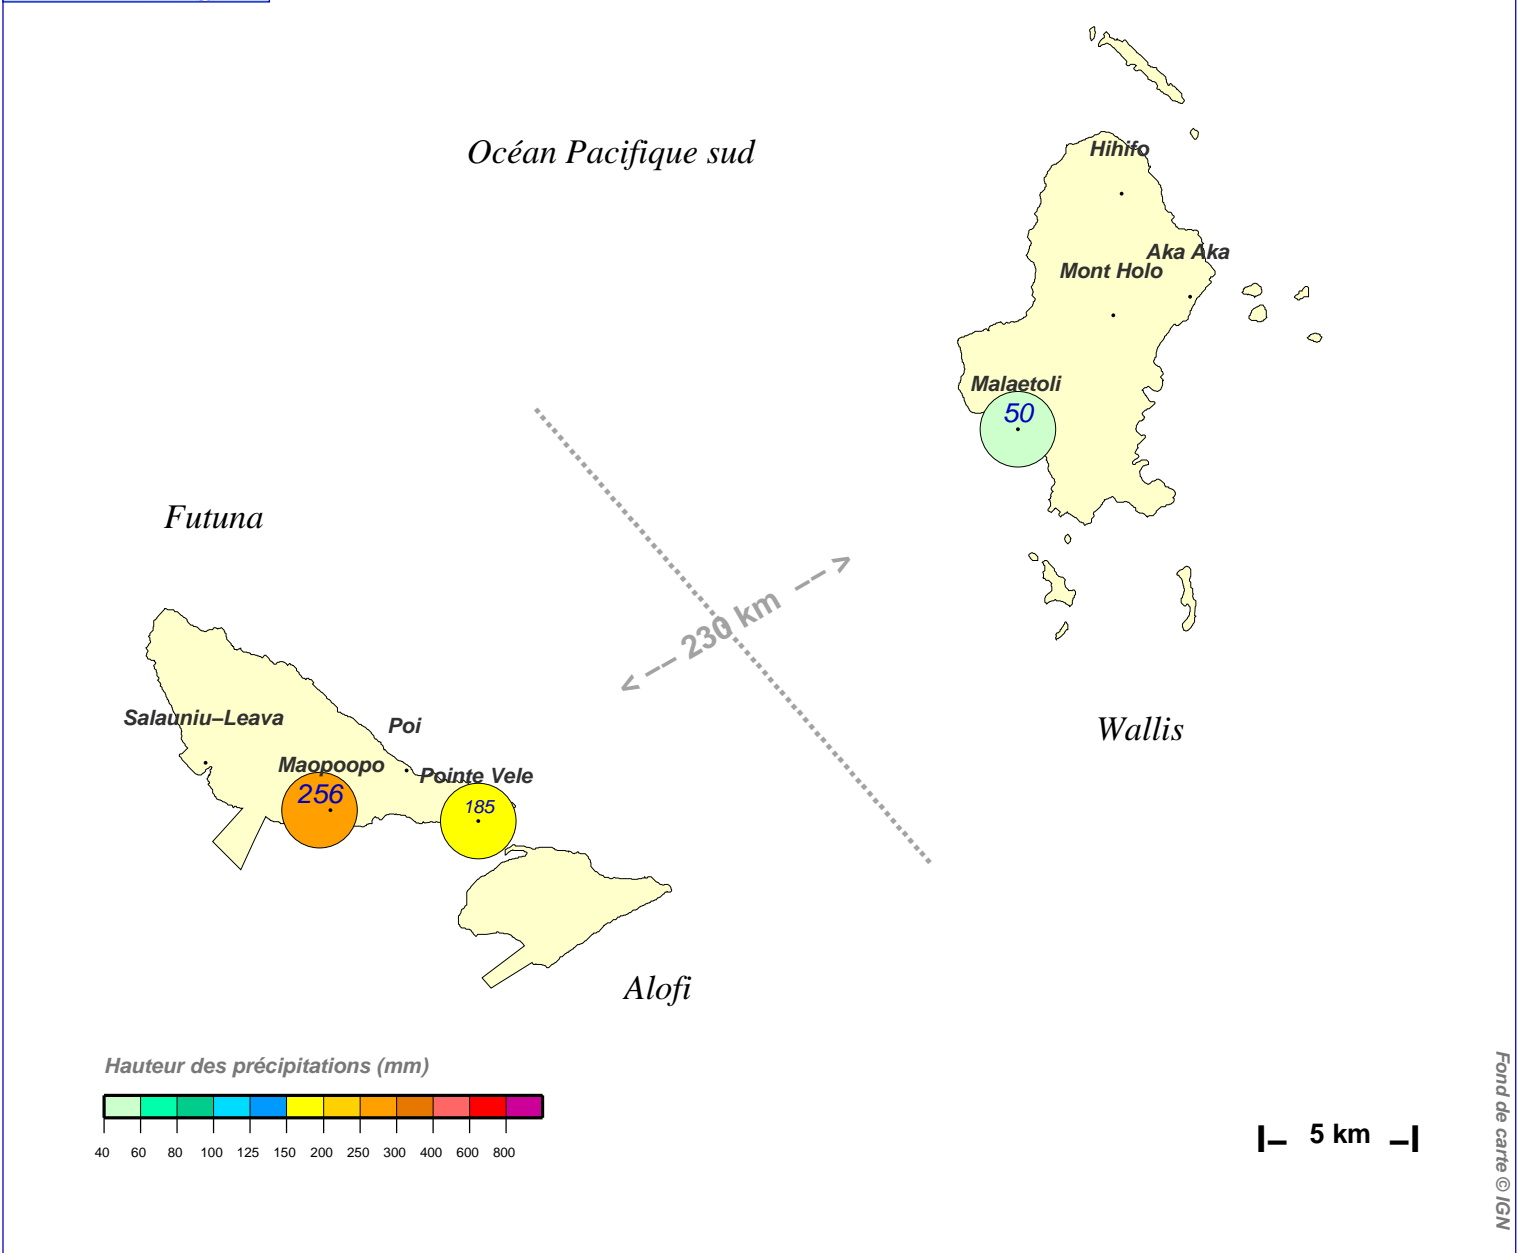 Océan Pacifique sud
Hihifo
Aka Aka
Mont Holo
Malaetoli
50
Futuna
230 km
Salauniu–Leava
Poi
Wallis
Maopoopo
Pointe Vele
256
185
Alofi
Hauteur des précipitations (mm)
40 60 80 100 125 150 200 250 300 400 600 800
5 km
Fond de carte © IGN